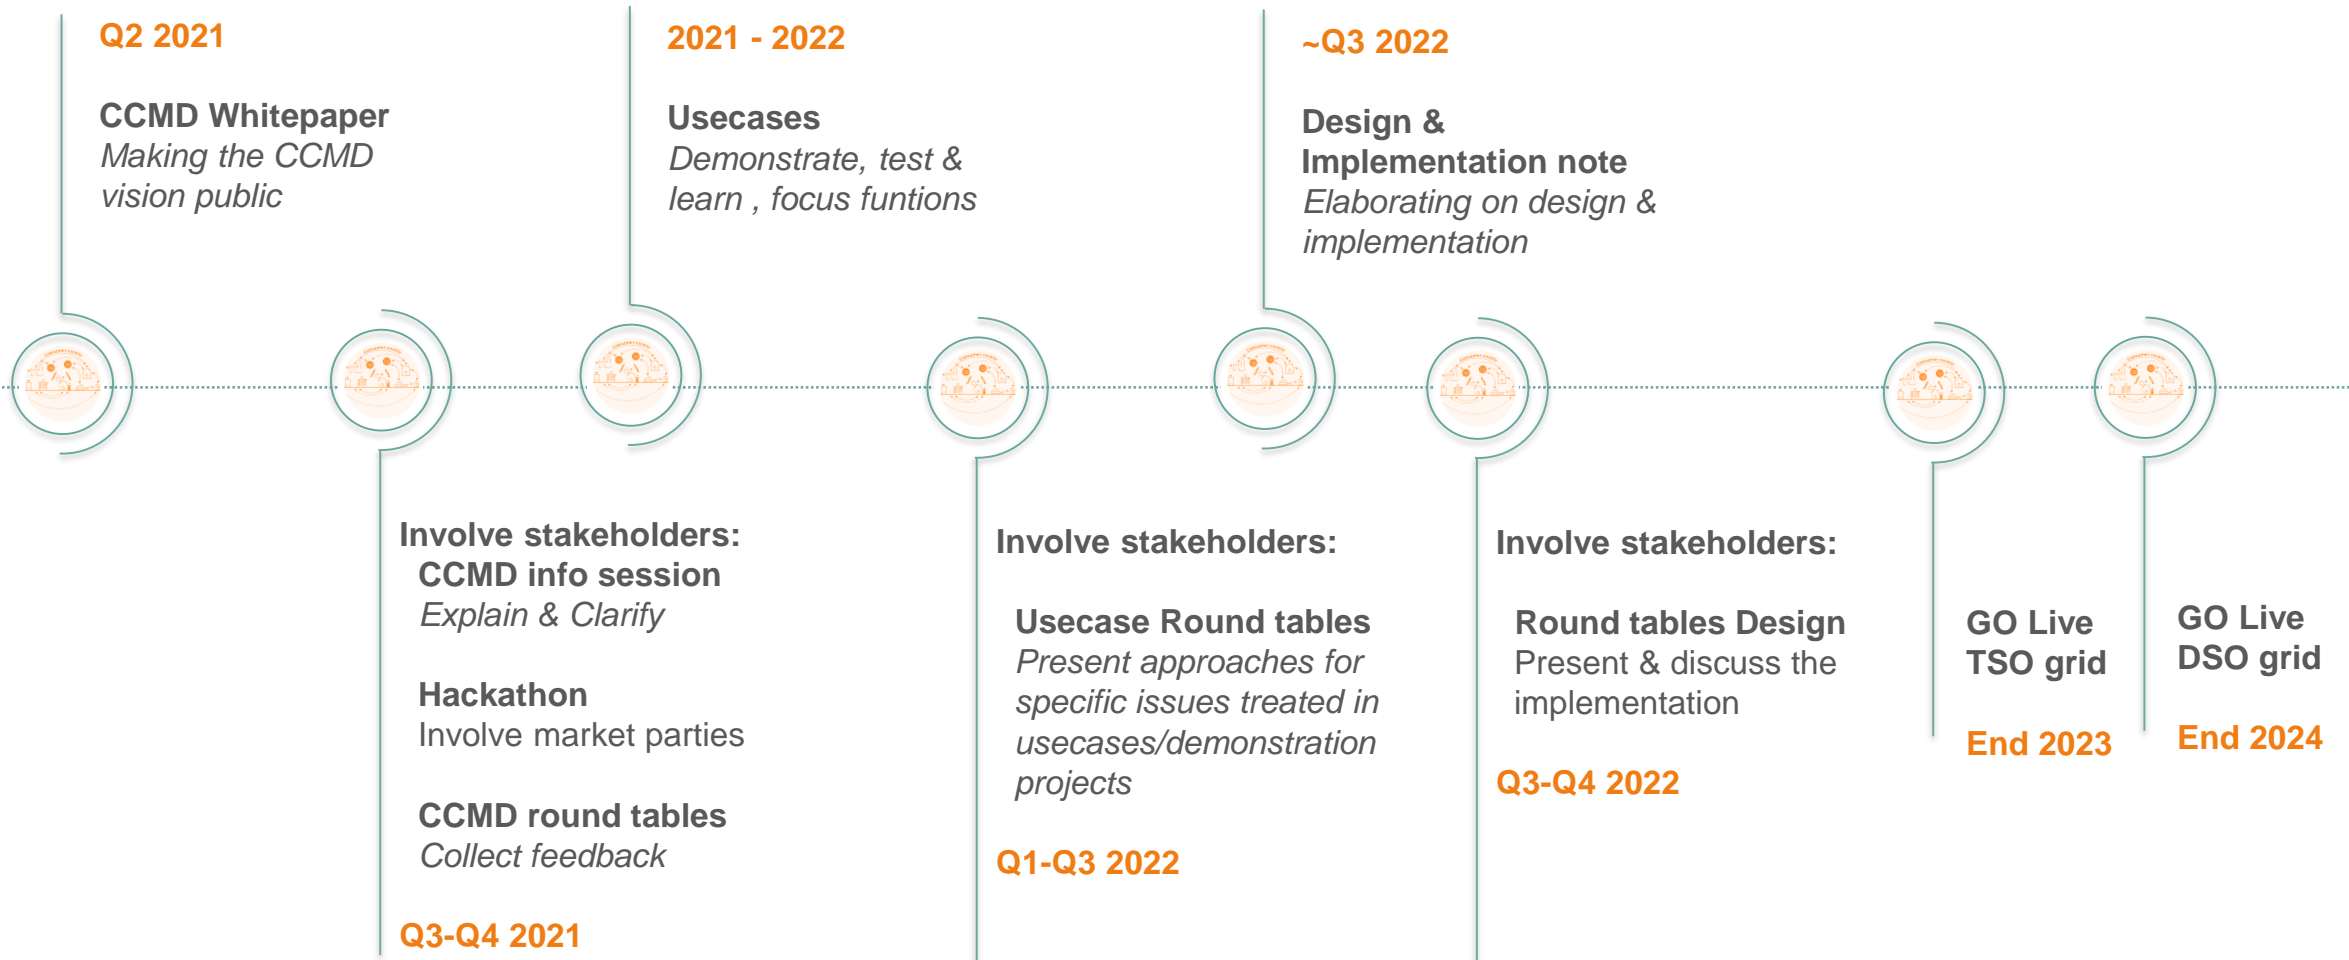 Q2 2021
CCMD Whitepaper
Making the CCMD
vision public
Involve stakeholders:
CCMD info session
Explain & Clarify
Hackathon
Involve market parties
CCMD round tables
Collect feedback
Q3-Q4 2021
2021 - 2022
Usecases
Demonstrate, test &
learn , focus funtions
Involve stakeholders:
Usecase Round tables
Present approaches for
specific issues treated in
usecases/demonstration
projects
Q1-Q3 2022
~Q3 2022
Design &
Implementation note
Elaborating on design &
implementation
Involve stakeholders:
Round tables Design
Present & discuss the
implementation
Q3-Q4 2022
GO Live
TSO grid
End 2023
GO Live
DSO grid
End 2024